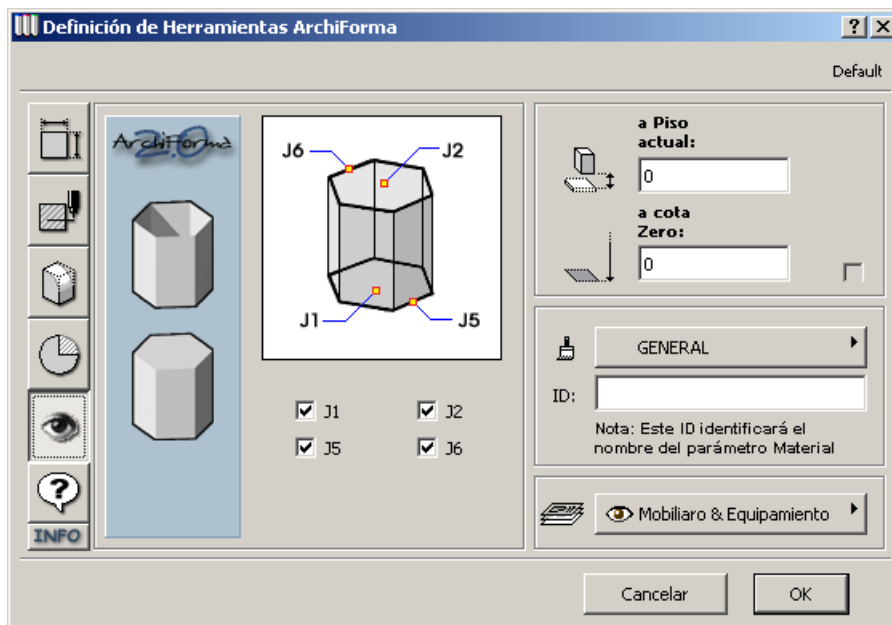 Definición de Herramientas ArchiForma
Default
ArchiForma
2.0
J6
J2
J1
J5
J1
J2
J5
J6
INFO
a Piso
actual:
0
a cota
Zero:
0
GENERAL
ID:
Nota: Este ID identificará el
nombre del parámetro Material
Mobiliaro & Equipamiento
Cancelar
OK